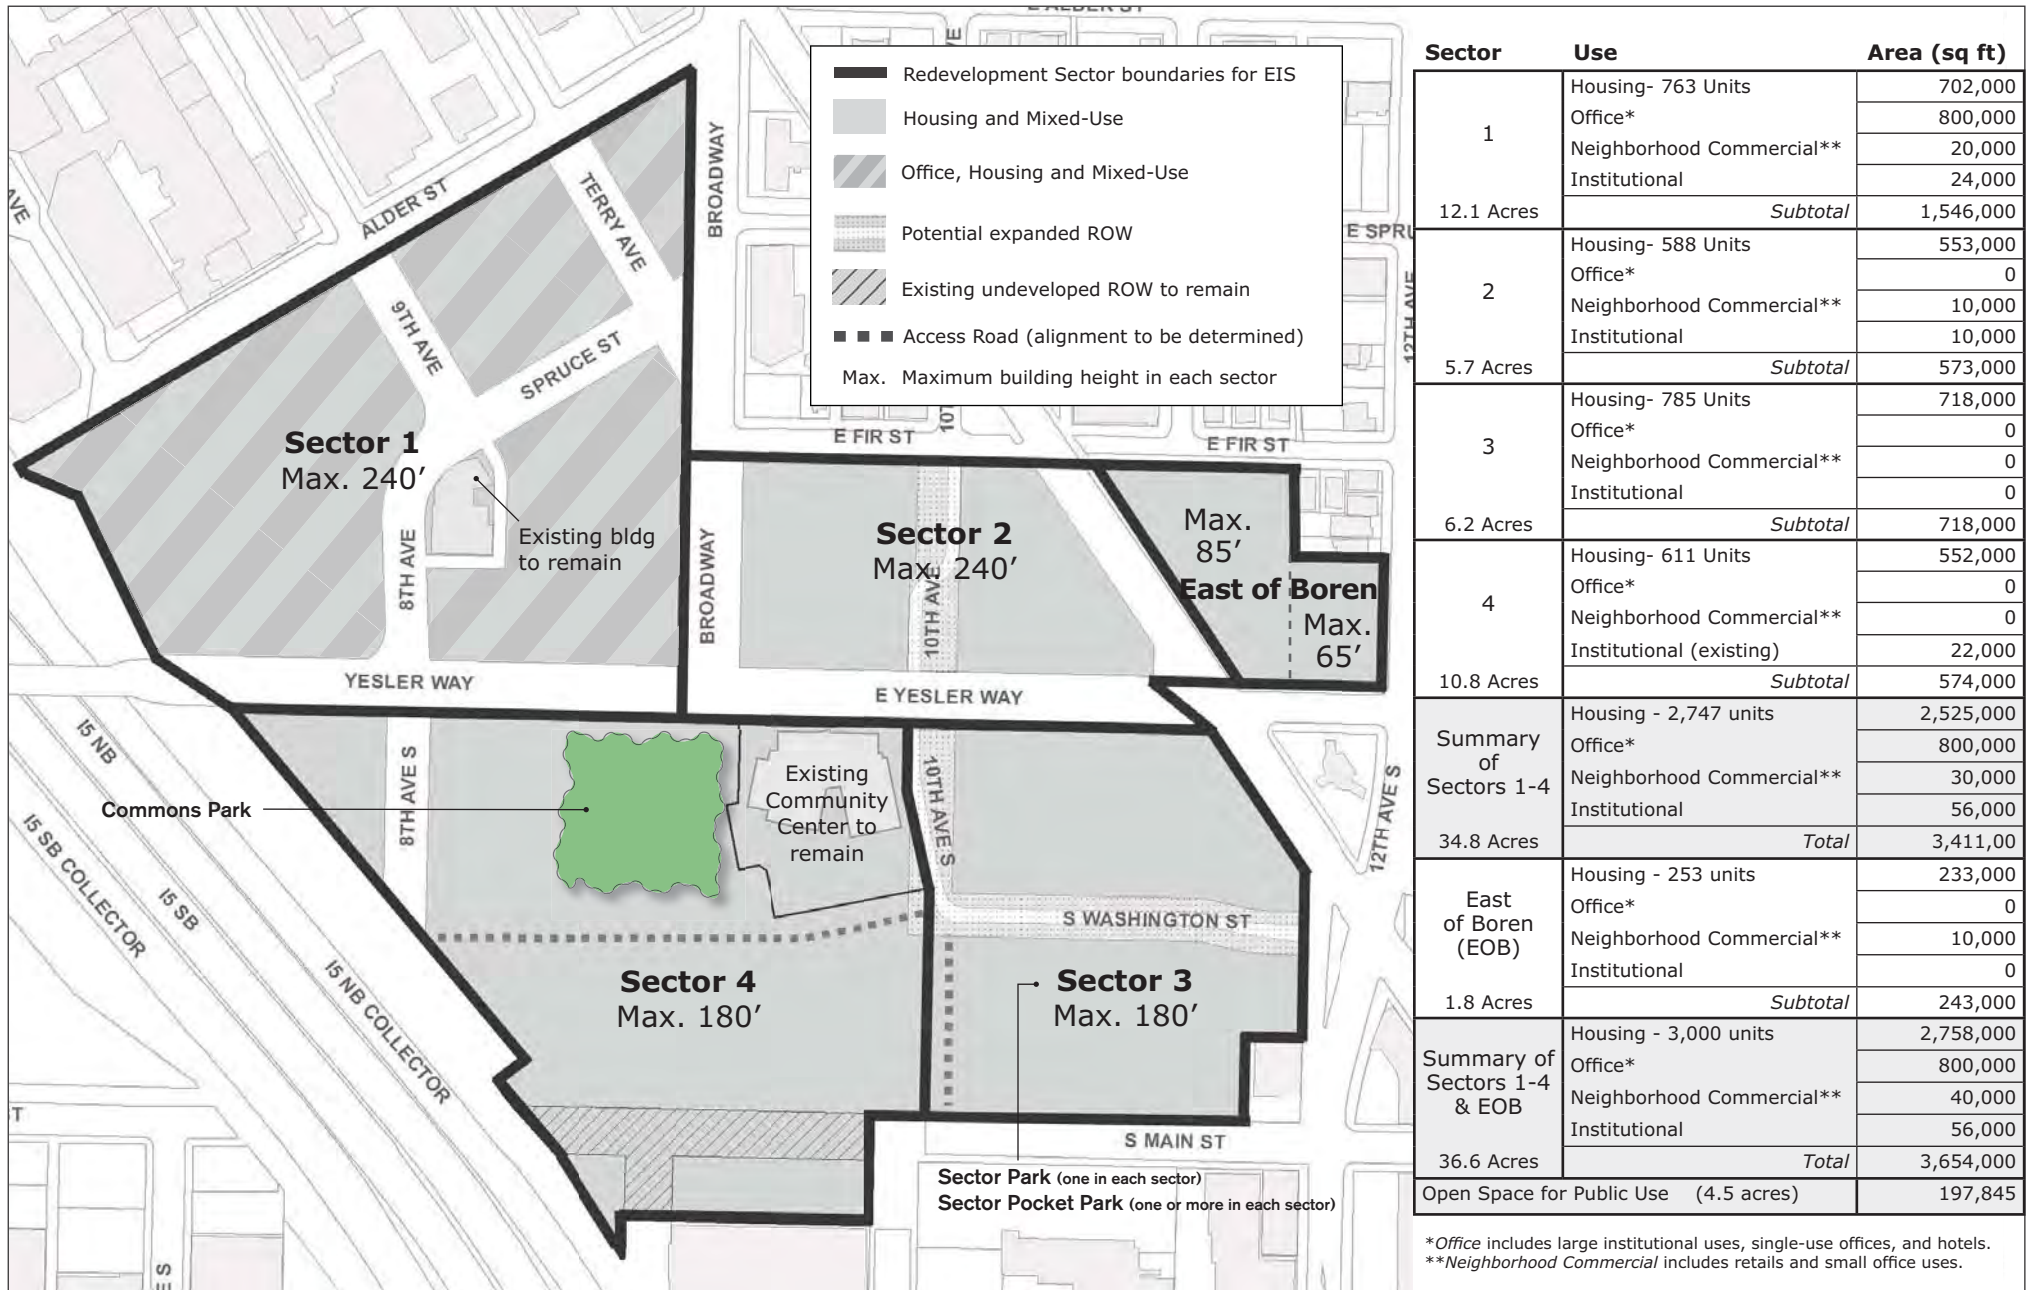 E ALDER ST
Redevelopment Sector boundaries for EIS
Housing and Mixed-Use
Office, Housing and Mixed-Use
Potential expanded ROW
Existing undeveloped ROW to remain
Access Road (alignment to be determined)
Max. Maximum building height in each sector
AVE
ALDER ST
TERRY AVE
BROADWAY
E SPRU
12TH AVE
9TH AVE
SPRUCE ST
E FIR ST
10T
E FIR ST
Sector 1
Max. 240’
Existing bldg
to remain
8TH AVE
BROADWAY
Sector 2
Max. 240’
10TH AVE
Max.
85’
East of Boren
Max.
65’
YESLER WAY
E YESLER WAY
I5 NB
8TH AVE S
Commons Park
Existing
Community
Center to
remain
10TH AVE S
12TH AVE S
I5 SB COLLECTOR
I5 SB
I5 NB COLLECTOR
S WASHINGTON ST
Sector 4
Max. 180’
Sector 3
Max. 180’
ST
S MAIN ST
Sector Park (one in each sector)
Sector Pocket Park (one or more in each sector)
E S
Sector Use Area (sq ft)
1
12.1 Acres
Housing- 763 Units 702,000
Office* 800,000
Neighborhood Commercial** 20,000
Institutional 24,000
Subtotal 1,546,000
2
5.7 Acres
Housing- 588 Units 553,000
Office* 0
Neighborhood Commercial** 10,000
Institutional 10,000
Subtotal 573,000
3
6.2 Acres
Housing- 785 Units 718,000
Office* 0
Neighborhood Commercial** 0
Institutional 0
Subtotal 718,000
4
10.8 Acres
Housing- 611 Units 552,000
Office* 0
Neighborhood Commercial** 0
Institutional (existing) 22,000
Subtotal 574,000
Summary
of
Sectors 1-4
34.8 Acres
Housing - 2,747 units 2,525,000
Office* 800,000
Neighborhood Commercial** 30,000
Institutional 56,000
Total 3,411,00
East
of Boren
(EOB)
1.8 Acres
Housing - 253 units 233,000
Office* 0
Neighborhood Commercial** 10,000
Institutional 0
Subtotal 243,000
Summary of
Sectors 1-4
& EOB
36.6 Acres
Housing - 3,000 units 2,758,000
Office* 800,000
Neighborhood Commercial** 40,000
Institutional 56,000
Total 3,654,000
Open Space for Public Use (4.5 acres) 197,845
*Office includes large institutional uses, single-use offices, and hotels.
**Neighborhood Commercial includes retails and small office uses.